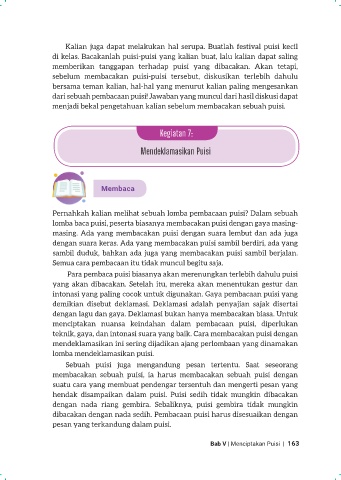 Kalian juga dapat melakukan hal serupa. Buatlah festival puisi kecil
di kelas. Bacakanlah puisi-puisi yang kalian buat, lalu kalian dapat saling
memberikan tanggapan terhadap puisi yang dibacakan. Akan tetapi,
sebelum membacakan puisi-puisi tersebut, diskusikan terlebih dahulu
bersama teman kalian, hal-hal yang menurut kalian paling mengesankan
dari sebuah pembacaan puisi! Jawaban yang muncul dari hasil diskusi dapat
menjadi bekal pengetahuan kalian sebelum membacakan sebuah puisi.
Kegiatan 7:
Mendeklamasikan Puisi
Membaca
Pernahkah kalian melihat sebuah lomba pembacaan puisi? Dalam sebuah
lomba baca puisi, peserta biasanya membacakan puisi dengan gaya masing-
masing. Ada yang membacakan puisi dengan suara lembut dan ada juga
dengan suara keras. Ada yang membacakan puisi sambil berdiri, ada yang
sambil duduk, bahkan ada juga yang membacakan puisi sambil berjalan.
Semua cara pembacaan itu tidak muncul begitu saja.
Para pembaca puisi biasanya akan merenungkan terlebih dahulu puisi
yang akan dibacakan. Setelah itu, mereka akan menentukan gestur dan
intonasi yang paling cocok untuk digunakan. Gaya pembacaan puisi yang
demikian disebut deklamasi. Deklamasi adalah penyajian sajak disertai
dengan lagu dan gaya. Deklamasi bukan hanya membacakan biasa. Untuk
menciptakan nuansa keindahan dalam pembacaan puisi, diperlukan
teknik, gaya, dan intonasi suara yang baik. Cara membacakan puisi dengan
mendeklamasikan ini sering dijadikan ajang perlombaan yang dinamakan
lomba mendeklamasikan puisi.
Sebuah puisi juga mengandung pesan tertentu. Saat seseorang
membacakan sebuah puisi, ia harus membacakan sebuah puisi dengan
suatu cara yang membuat pendengar tersentuh dan mengerti pesan yang
hendak disampaikan dalam puisi. Puisi sedih tidak mungkin dibacakan
dengan nada riang gembira. Sebaliknya, puisi gembira tidak mungkin
dibacakan dengan nada sedih. Pembacaan puisi harus disesuaikan dengan
pesan yang terkandung dalam puisi.
Bab V | Menciptakan Puisi | 163